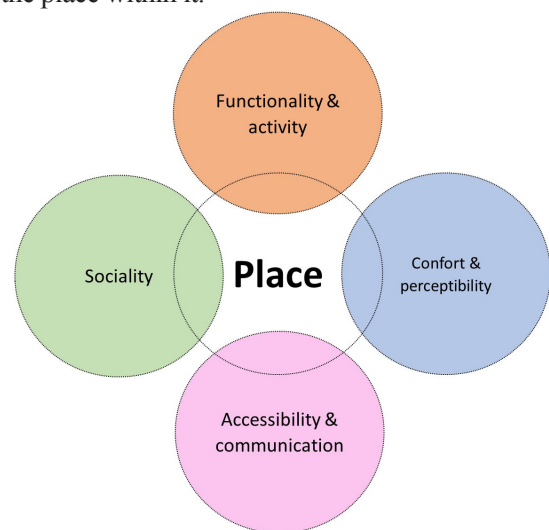 the place within it.
Functionality &
activity
Sociality
Place
Confort &
perceptibility
Accessibility &
communication